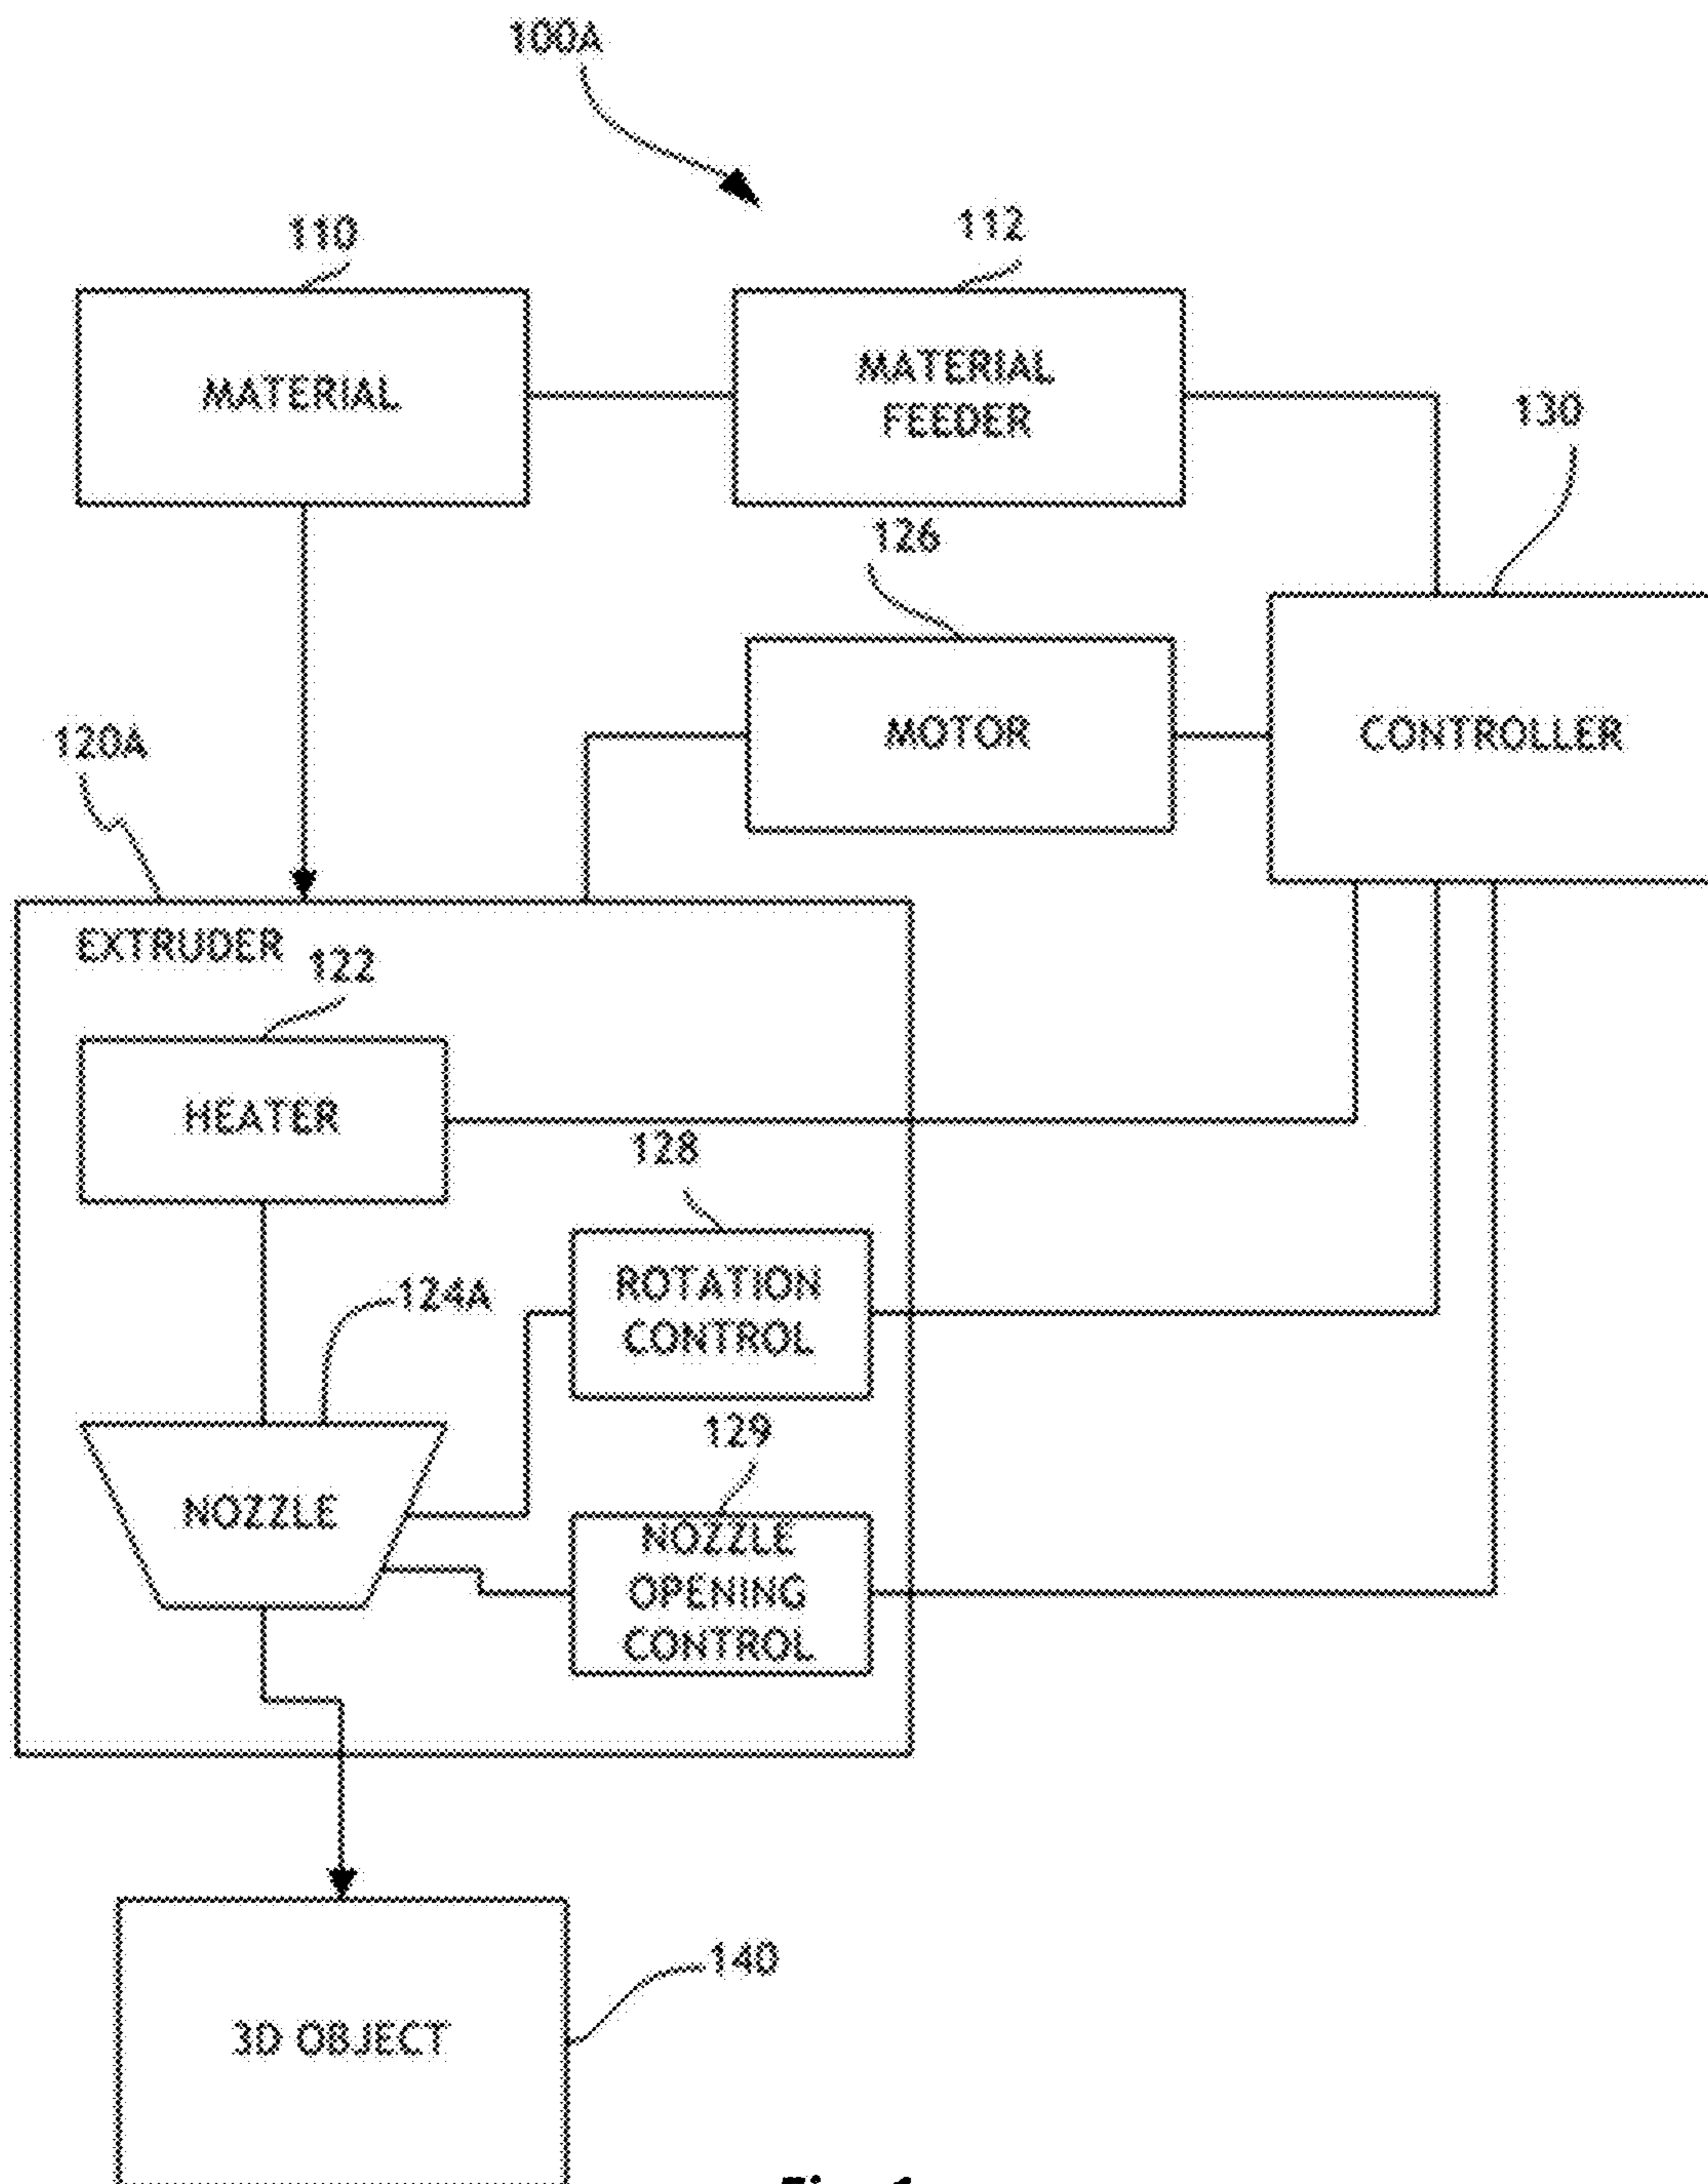 100A
110
112
MATERIAL
MATERIAL
FEEDER
130
126
MOTOR
CONTROLLER
120A
EXTRUDER
122
HEATER
128
ROTATION
CONTROL
124A
129
NOZZLE
NOZZLE
OPENING
CONTROL
140
3D OBJECT